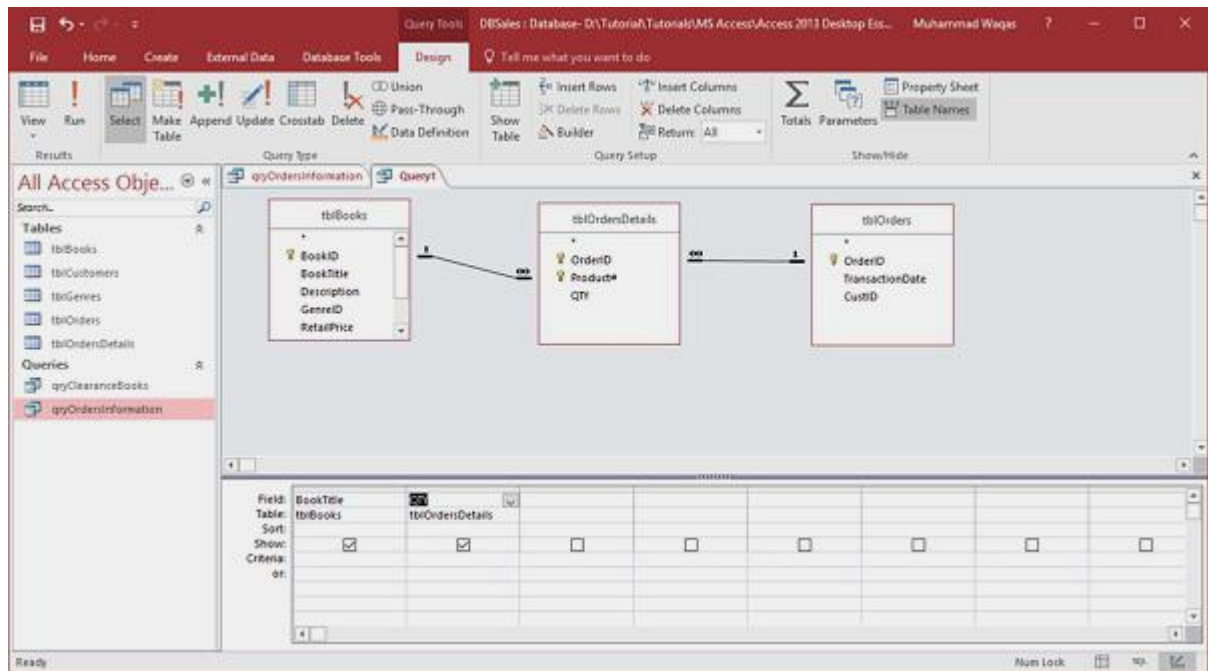 Query Tools DBSales : Database- D:\Tutorial\Tutorials\MS Access\Access 2013 Desktop Ess... Muhammad Waqas ?
File Home Create External Data Database Tools Design Tell me what you want to do
View
Run
Select
Make Table
Append
Update
Crosstab
Delete
Union
Pass-Through
Data Definition
Show Table
Insert Rows
Delete Rows
Builder
Insert Columns
Delete Columns
Return: All
Totals
Parameters
Property Sheet
Table Names
Results Query Type Query Setup Show/Hide
All Access Obje...
Search...
Tables
tblBooks
tblCustomers
tblGenres
tblOrders
tblOrdersDetails
Queries
qryClearanceBooks
qryOrdersInformation
qryOrdersInformation Query1
tblBooks
*
BookID
BookTitle
Description
GenreID
RetailPrice
1 ∞
tblOrdersDetails
*
OrderID
Product#
QTY
∞ 1
tblOrders
*
OrderID
TransactionDate
CustID
Field: BookTitle QTY
Table: tblBooks tblOrdersDetails
Sort:
Show:
Criteria:
or:
Ready Num Lock SQL